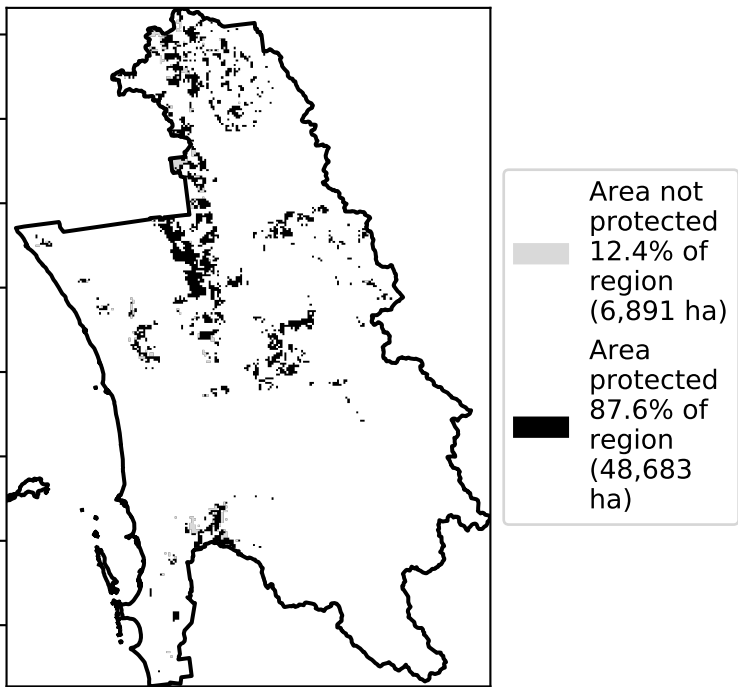 Area not
protected
12.4% of
region
(6,891 ha)
Area
protected
87.6% of
region
(48,683
ha)